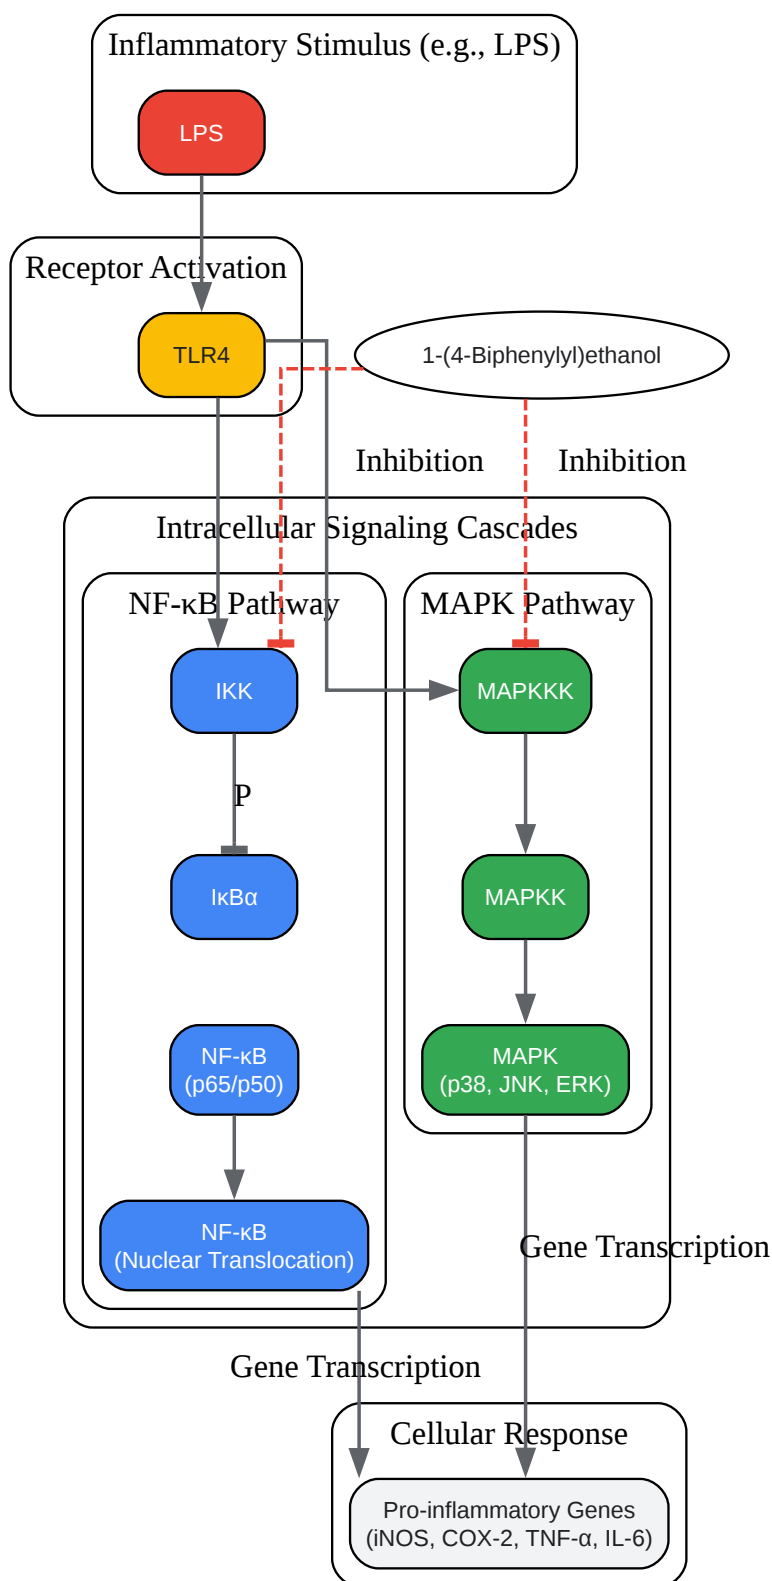 Inflammatory Stimulus (e.g., LPS)
LPS
Receptor Activation
TLR4
1-(4-Biphenylyl)ethanol
Inhibition
Inhibition
Intracellular Signaling Cascades
NF-κB Pathway
MAPK Pathway
IKK
MAPKKK
P
IκBα
MAPKK
NF-κB
(p65/p50)
MAPK
(p38, JNK, ERK)
NF-κB
(Nuclear Translocation)
Gene Transcription
Gene Transcription
Cellular Response
Pro-inflammatory Genes
(iNOS, COX-2, TNF-α, IL-6)